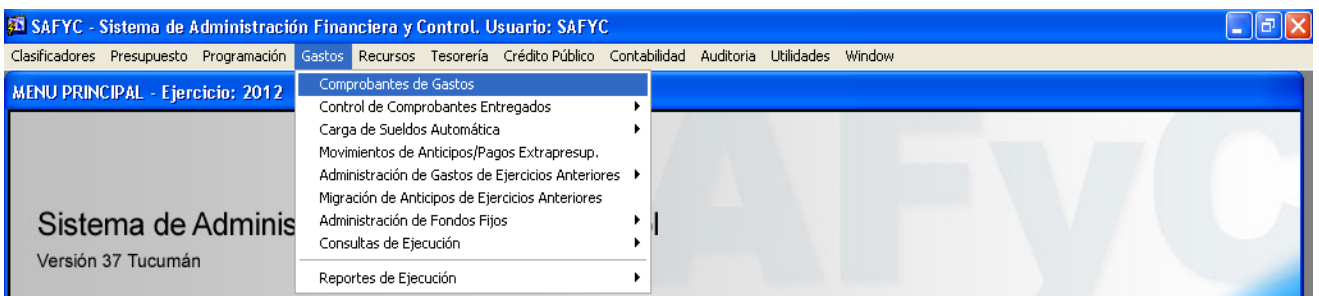 SAFYC - Sistema de Administración Financiera y Control. Usuario: SAFYC
Clasificadores Presupuesto Programación Gastos Recursos Tesorería Crédito Público Contabilidad Auditoria Utilidades Window
MENU PRINCIPAL - Ejercicio: 2012
Comprobantes de Gastos
Control de Comprobantes Entregados
Carga de Sueldos Automática
Movimientos de Anticipos/Pagos Extrapresup.
Administración de Gastos de Ejercicios Anteriores
Migración de Anticipos de Ejercicios Anteriores
Administración de Fondos Fijos
Consultas de Ejecución
Reportes de Ejecución
AFyC
Sistema de Adminis
Versión 37 Tucumán